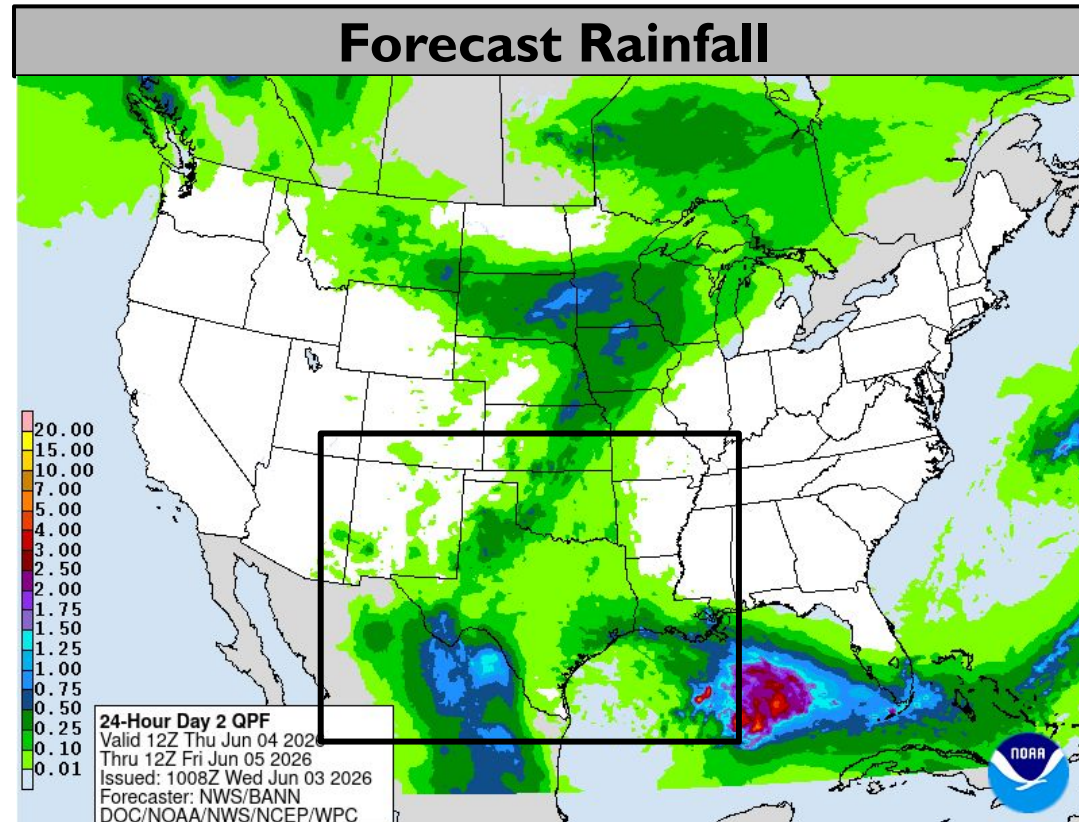 Forecast Rainfall
20.00
15.00
10.00
7.00
5.00
4.00
3.00
2.50
2.00
1.75
1.50
1.25
1.00
0.75
0.50
0.25
0.10
0.01
24-Hour Day 2 QPF
Valid 12Z Thu Jun 04 2026
Thru 12Z Fri Jun 05 2026
Issued: 1008Z Wed Jun 03 2026
Forecaster: NWS/BANN
DOC/NOAA/NWS/NCEP/WPC
NOAA